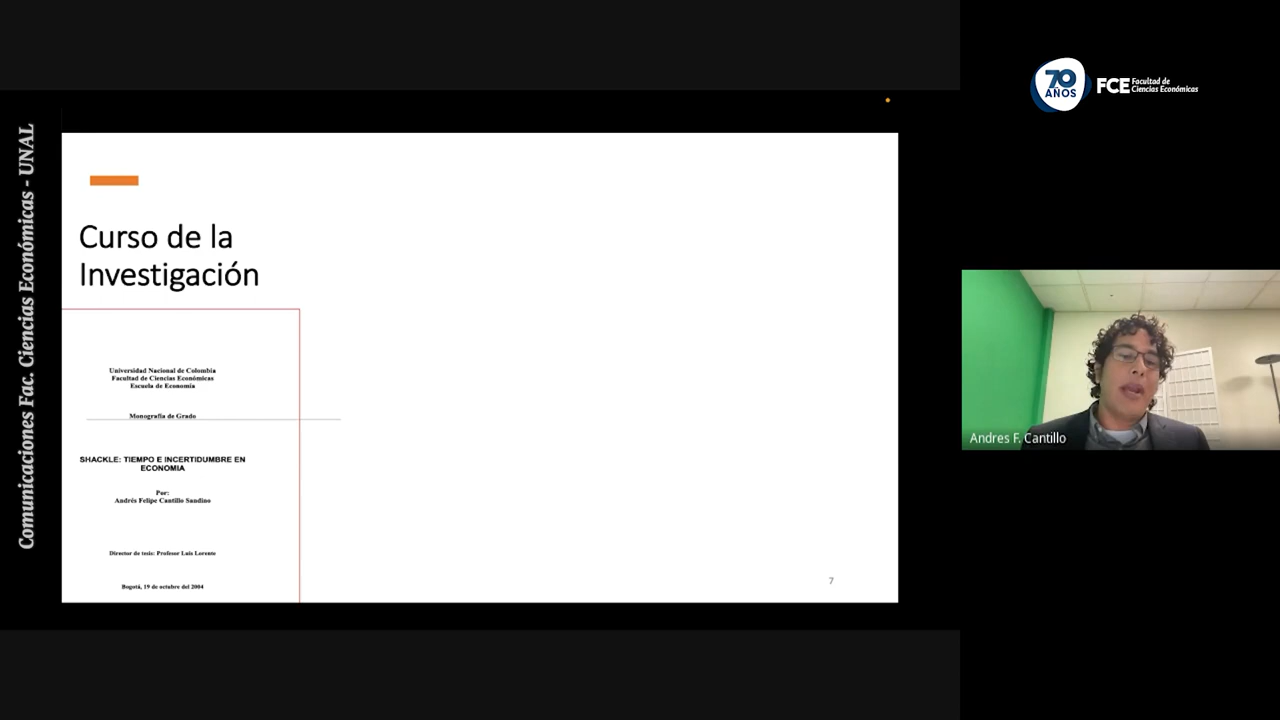 Comunicaciones Fac. Ciencias Económicas - UNAL
Curso de la
Investigación
Universidad Nacional de Colombia
Facultad de Ciencias Económicas
Escuela de Economía
Monografía de Grado
SHACKLE: TIEMPO E INCERTIDUMBRE EN
ECONOMIA
Por:
Andrés Felipe Cantillo Sandino
Director de tesis: Profesor Luis Lorente
Bogotá, 19 de octubre del 2004
7
70
AÑOS
FCE Facultad de
Ciencias Económicas
Andres F. Cantillo